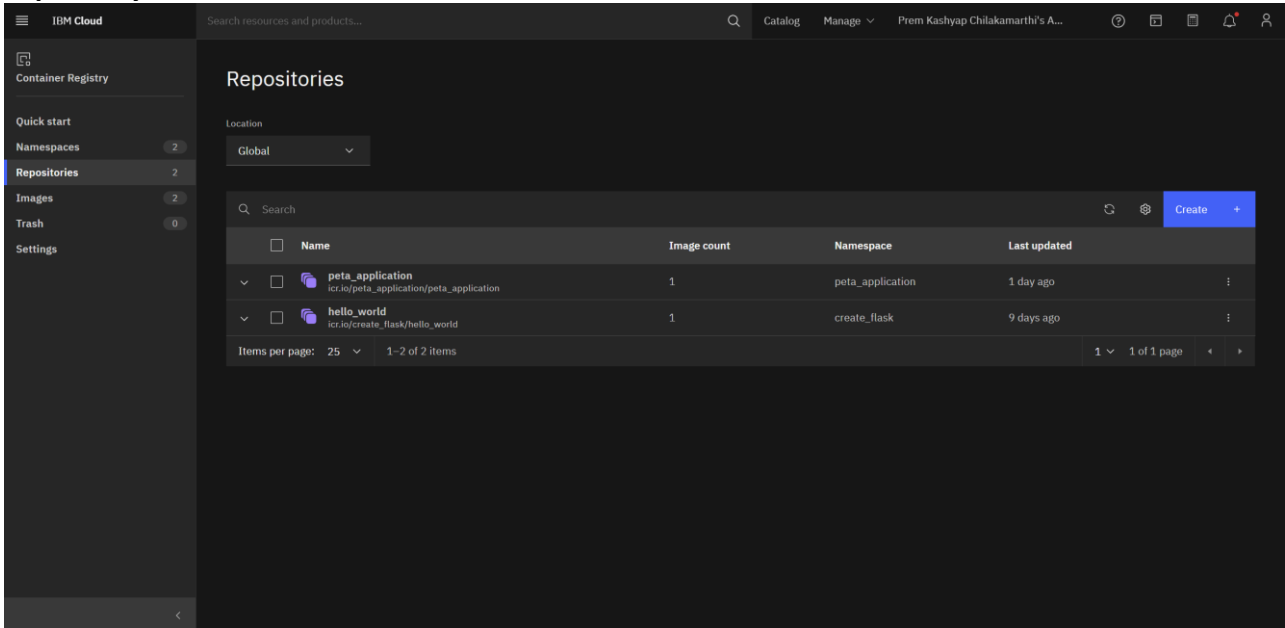 IBM Cloud
Search resources and products...
Catalog
Manage
Prem Kashyap Chilakamarthi's A...
Container Registry
Quick start
Namespaces 2
Repositories 2
Images 2
Trash 0
Settings
Repositories
Location
Global
Search
Create +
Name Image count Namespace Last updated
peta_application 1 peta_application 1 day ago
icr.io/peta_application/peta_application
hello_world 1 create_flask 9 days ago
icr.io/create_flask/hello_world
Items per page: 25 1–2 of 2 items 1 1 of 1 page